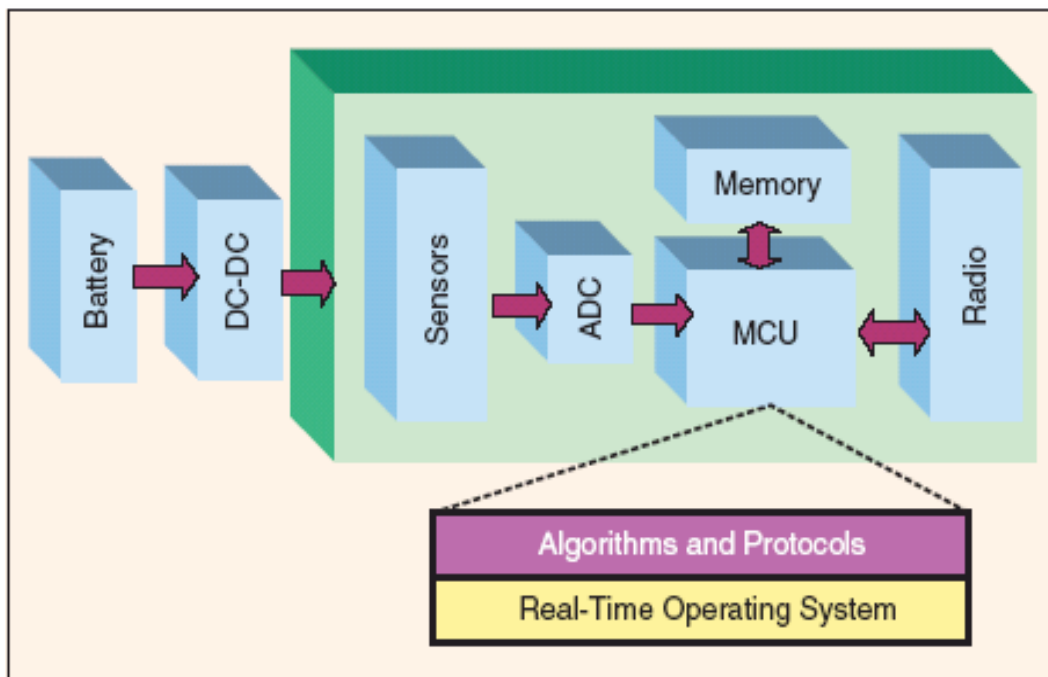 Battery
DC-DC
Sensors
ADC
Memory
MCU
Radio
Algorithms and Protocols
Real-Time Operating System